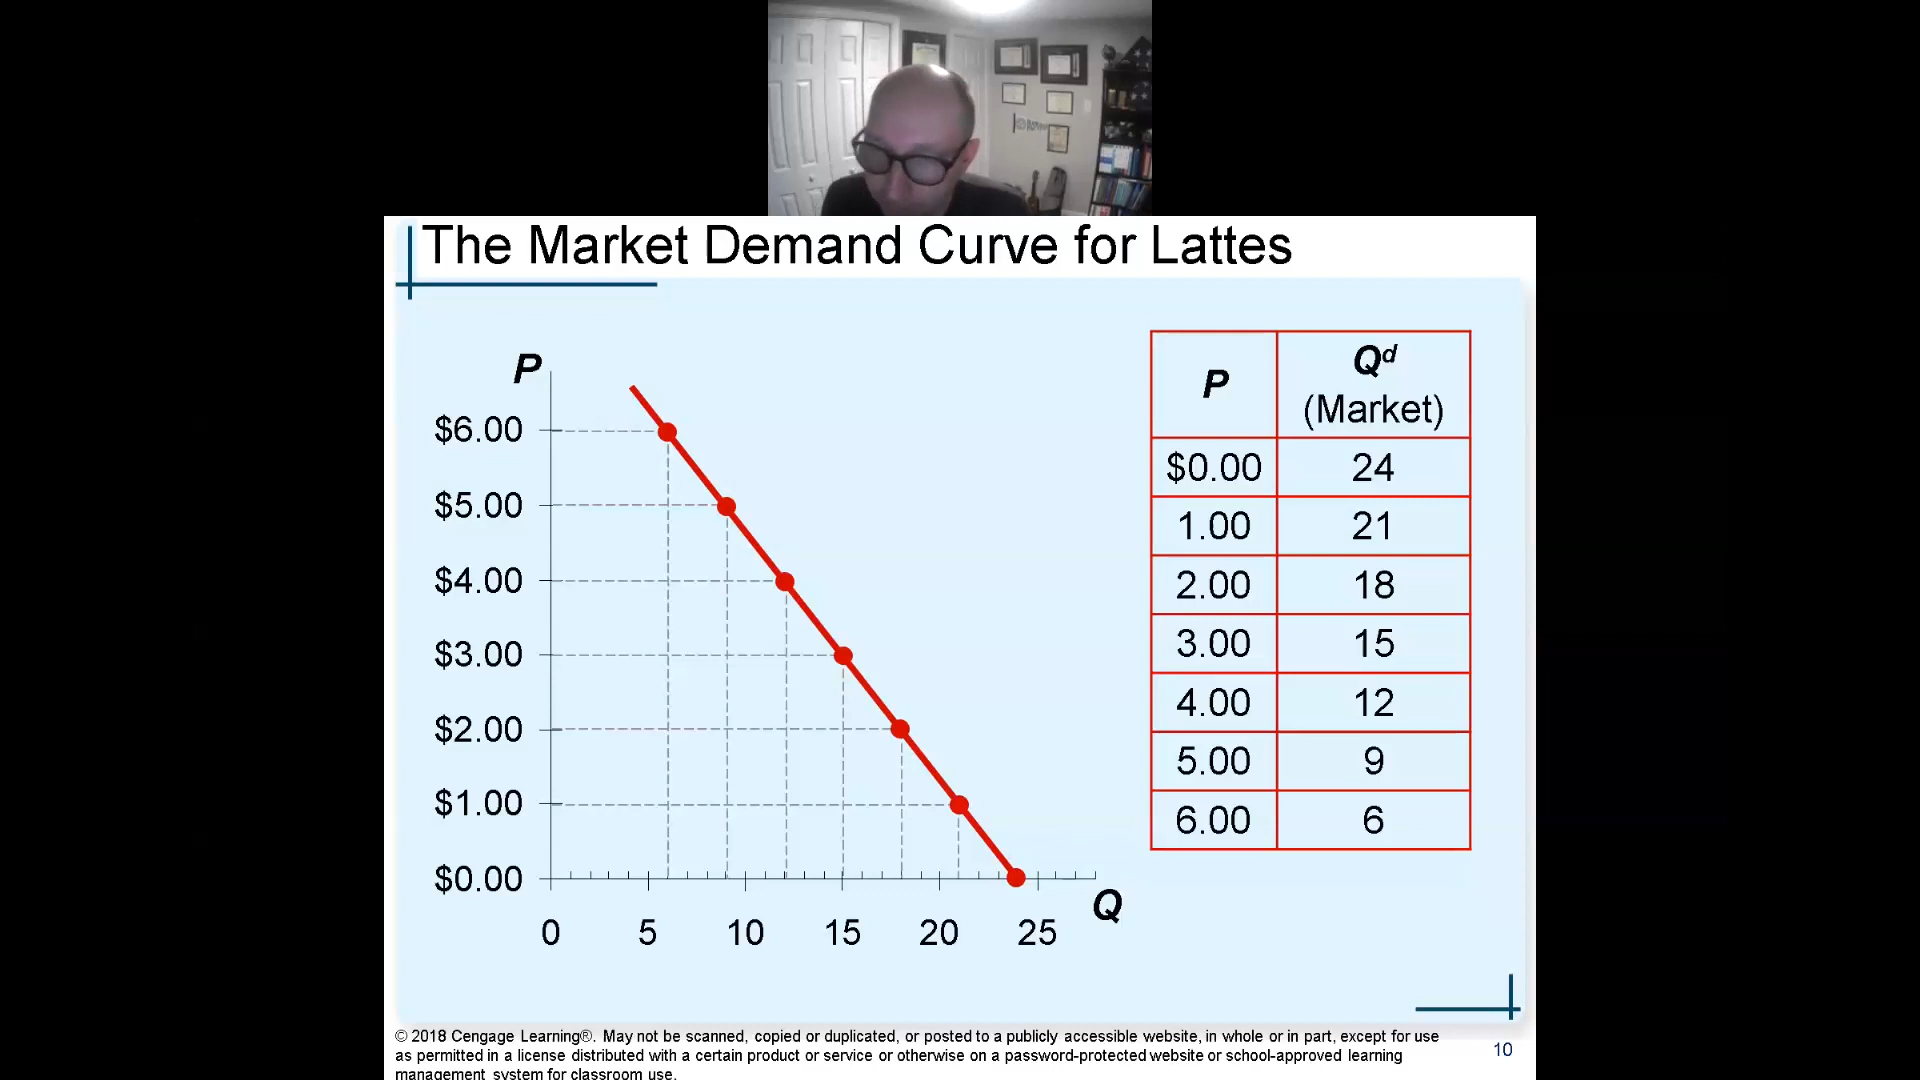 The Market Demand Curve for Lattes
P
$6.00
$5.00
$4.00
$3.00
$2.00
$1.00
$0.00
0 5 10 15 20 25
Q
P Qd (Market)
$0.00 24
1.00 21
2.00 18
3.00 15
4.00 12
5.00 9
6.00 6
© 2018 Cengage Learning®. May not be scanned, copied or duplicated, or posted to a publicly accessible website, in whole or in part, except for use
as permitted in a license distributed with a certain product or service or otherwise on a password-protected website or school-approved learning
management system for classroom use.
10